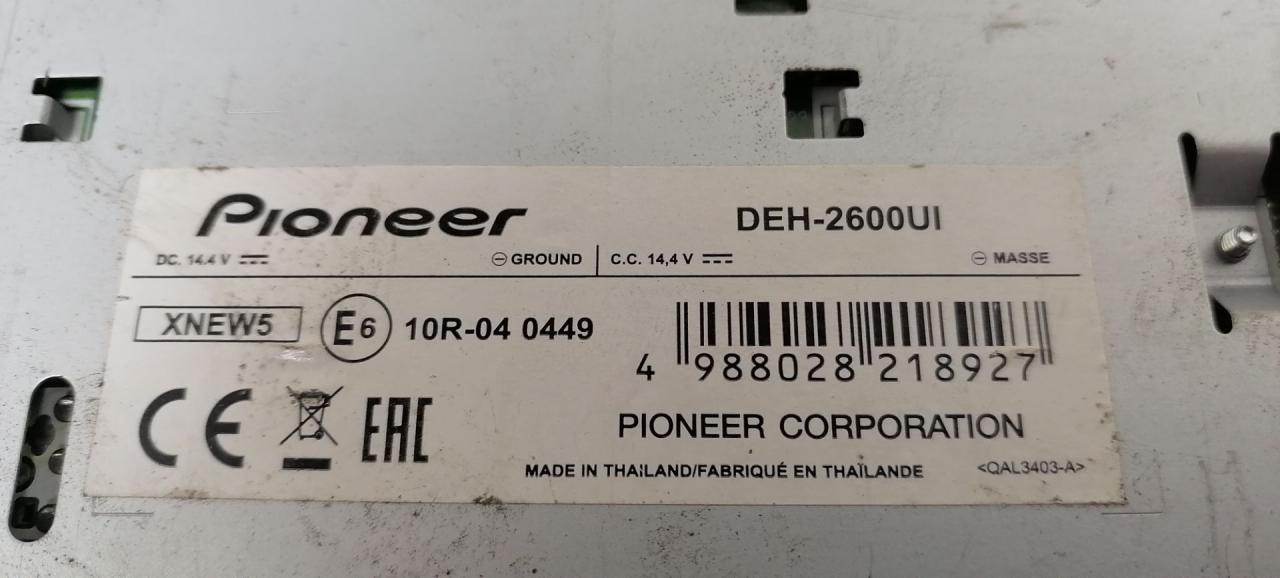 Pioneer DEH-2600UI
DC. 14.4 V ⎓ ⊖ GROUND | C.C. 14,4 V ⎓ ⊖ MASSE
XNEW5 E6 10R-04 0449
4 988028 218927
CE EAC
PIONEER CORPORATION
MADE IN THAILAND/FABRIQUÉ EN THAÏLANDE <QAL3403-A>